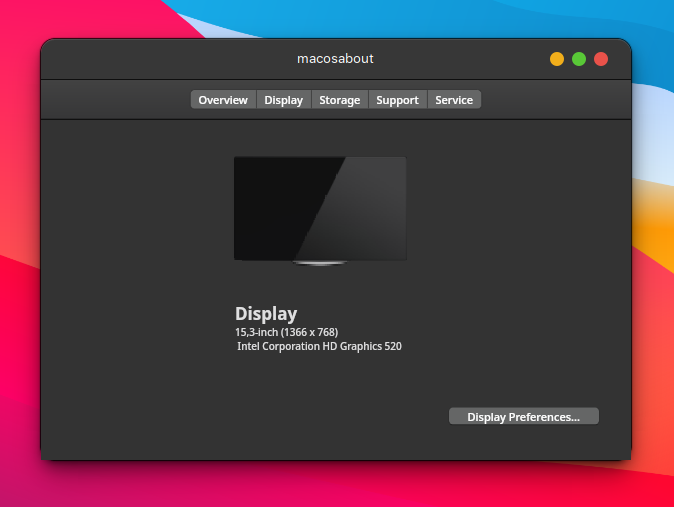 macosabout
Overview Display Storage Support Service
Display
15,3-inch (1366 x 768)
Intel Corporation HD Graphics 520
Display Preferences...